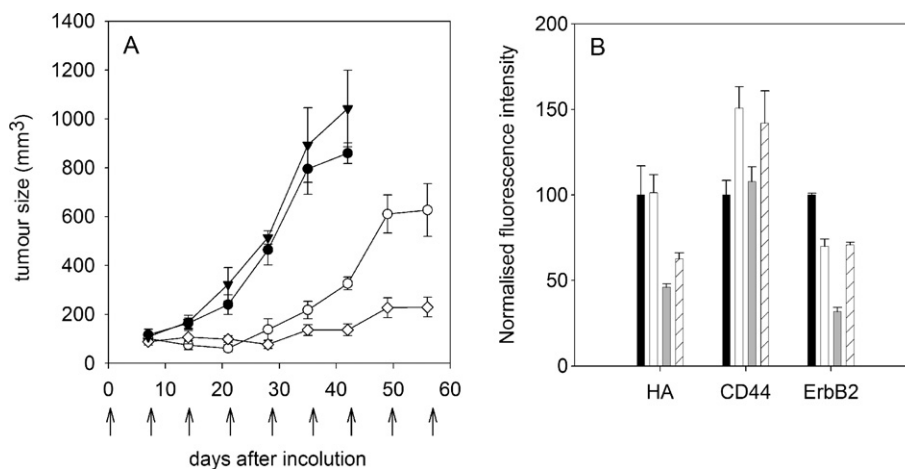 A
tumour size (mm3)
1400
1200
1000
800
600
400
200
0
0 10 20 30 40 50 60
days after incolution
B
Normalised fluorescence intensity
200
150
100
50
0
HA CD44 ErbB2